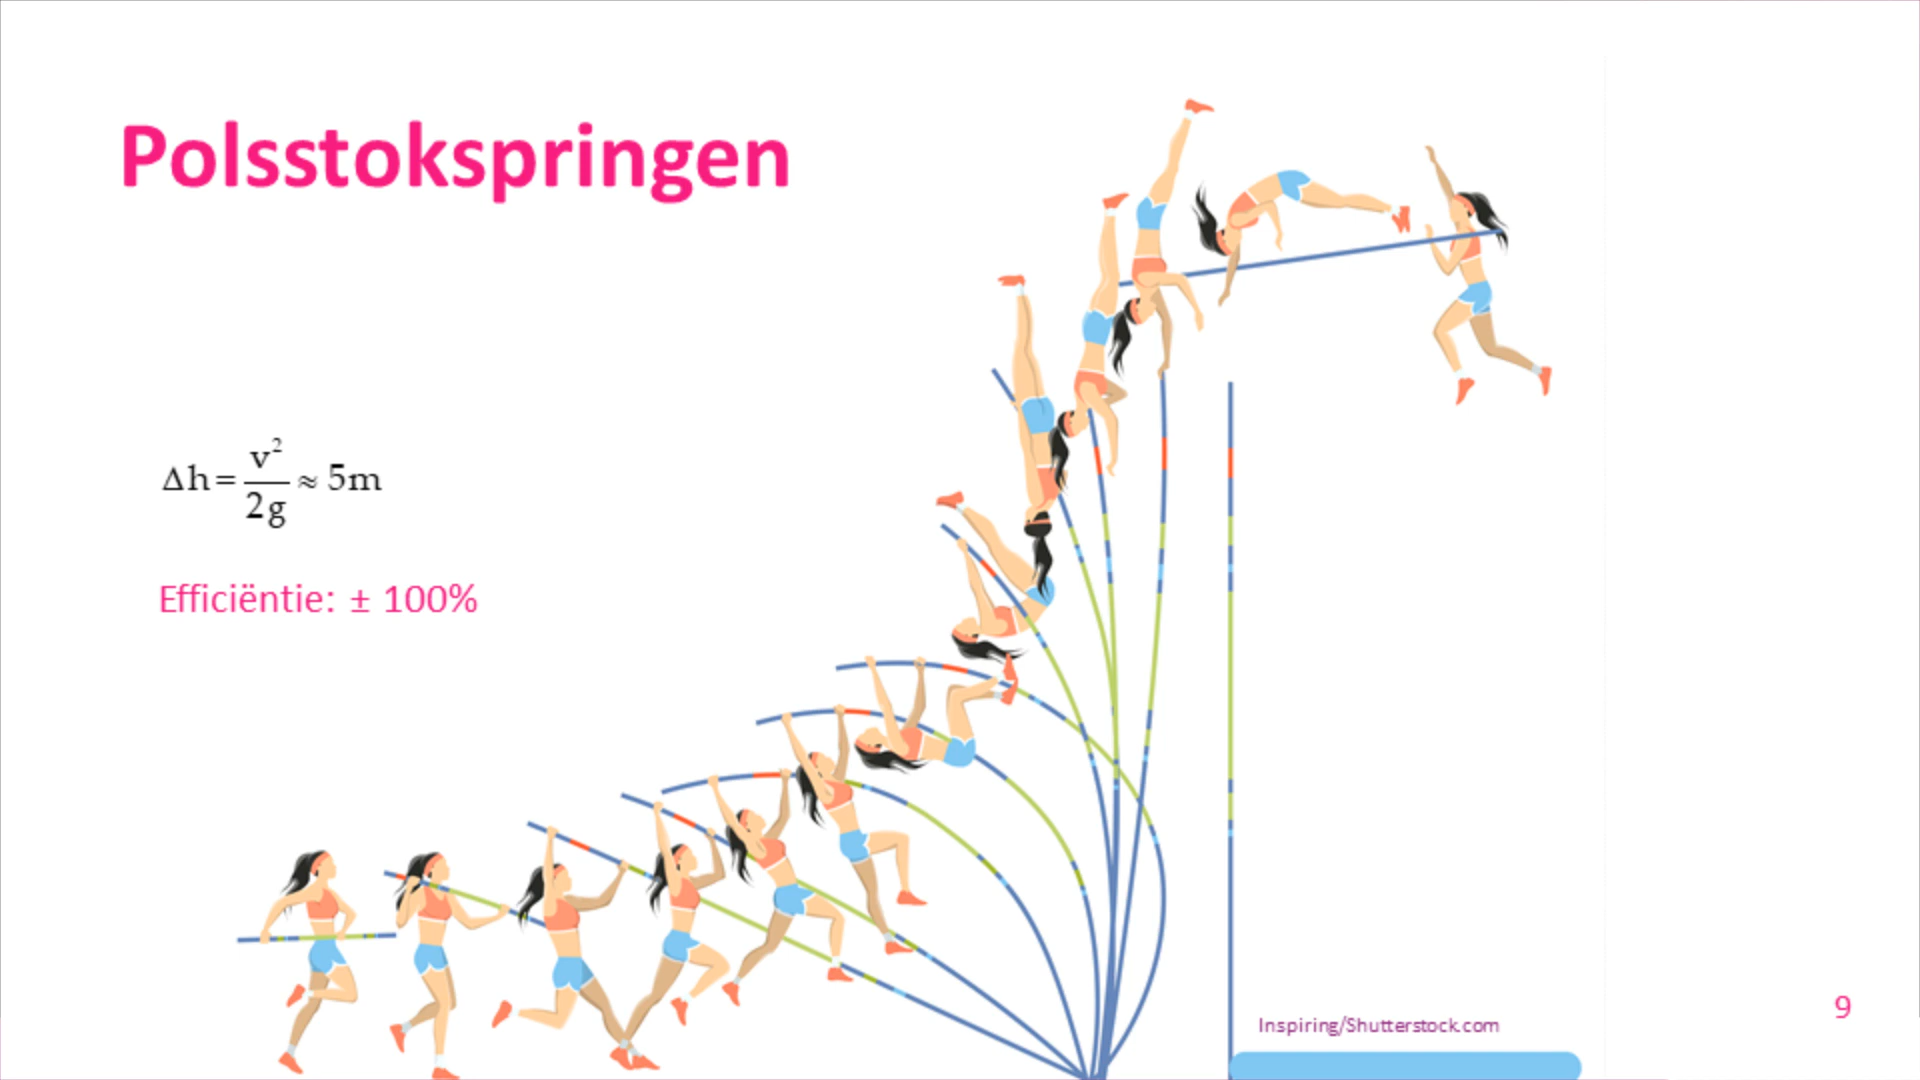 Polsstokspringen
Δh = v²/2g ≈ 5m
Efficiëntie: ± 100%
Inspiring/Shutterstock.com
9